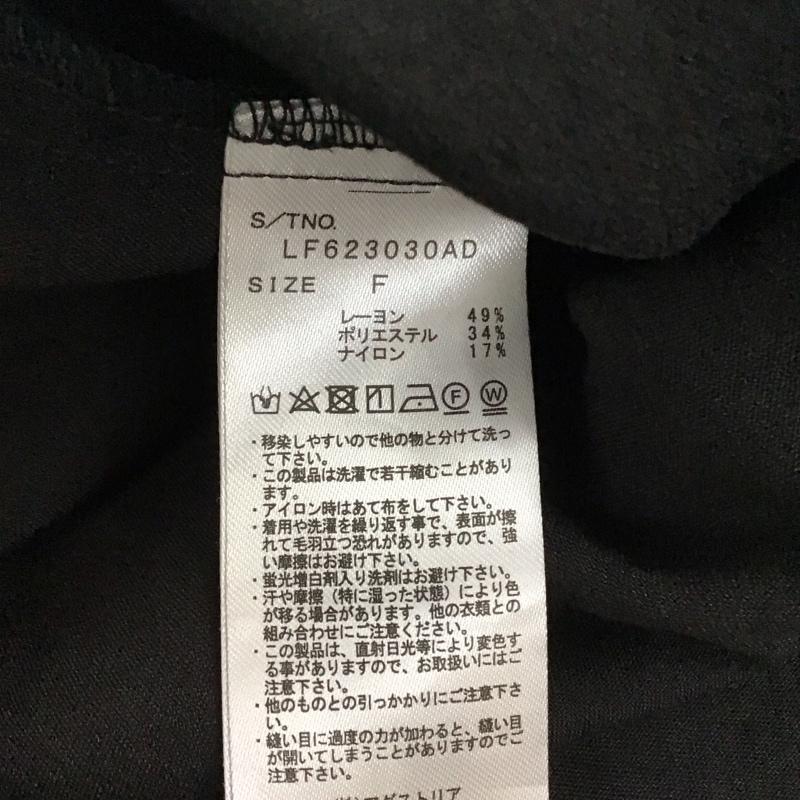 S/TNO.
LF623030AD
SIZE F
レーヨン 49%
ポリエステル 34%
ナイロン 17%
F W
・移染しやすいので他の物と分けて洗っ
て下さい。
・この製品は洗濯で若干縮むことがあり
ます。
・アイロン時はあて布をして下さい。
・着用や洗濯を繰り返す事で、表面が擦
れて毛羽立つ恐れがありますので、強
い摩擦はお避け下さい。
・蛍光増白剤入り洗剤はお避け下さい。
・汗や摩擦（特に湿った状態）により色
が移る場合があります。他の衣類との
組み合わせにご注意ください。
・この製品は、直射日光等により変色す
る事がありますので、お取扱いにはご
注意下さい。
・他のものとの引っかかりにご注意下さ
い。
・縫い目に過度の力が加わると、縫い目
が開いてしまうことがありますのでご
注意下さい。